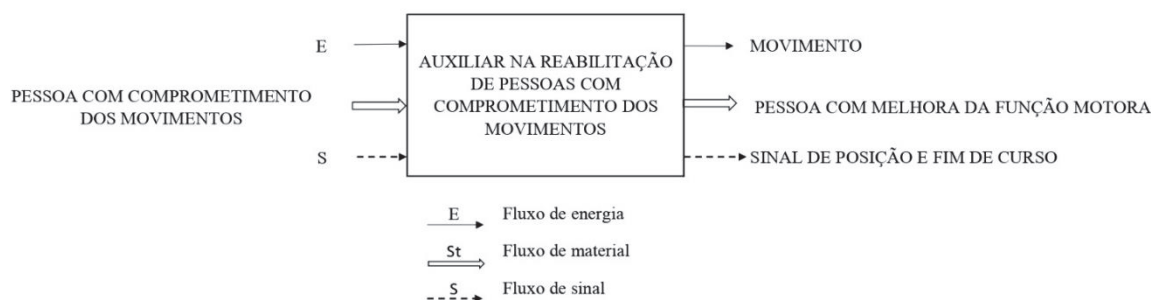 E
PESSOA COM COMPROMETIMENTO
DOS MOVIMENTOS
S
AUXILIAR NA REABILITAÇÃO
DE PESSOAS COM
COMPROMETIMENTO DOS
MOVIMENTOS
MOVIMENTO
PESSOA COM MELHORA DA FUNÇÃO MOTORA
SINAL DE POSIÇÃO E FIM DE CURSO
E Fluxo de energia
St Fluxo de material
S Fluxo de sinal